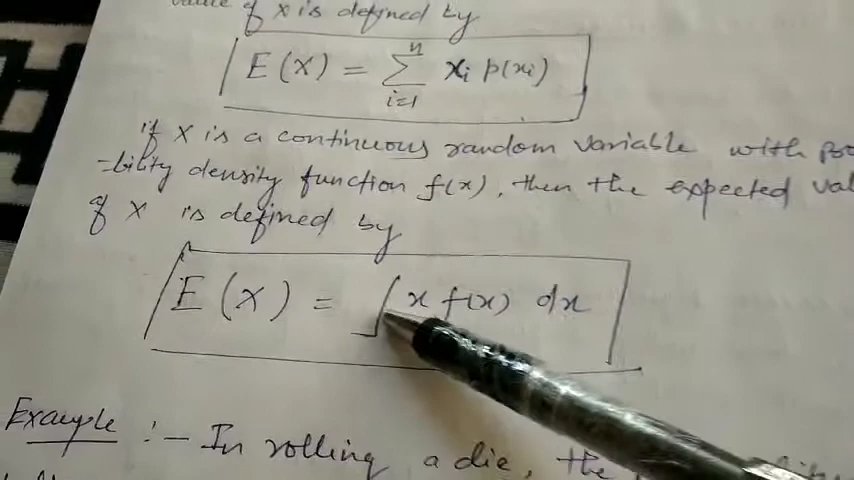 value of X is defined by
E(X) = ∑_{i=1}^{n} x_i p(x_i)
if X is a continuous random variable with
-bility density function f(x), then the expected
of X is defined by
E(X) = ∫ x f(x) dx
Example :- In rolling a die, the